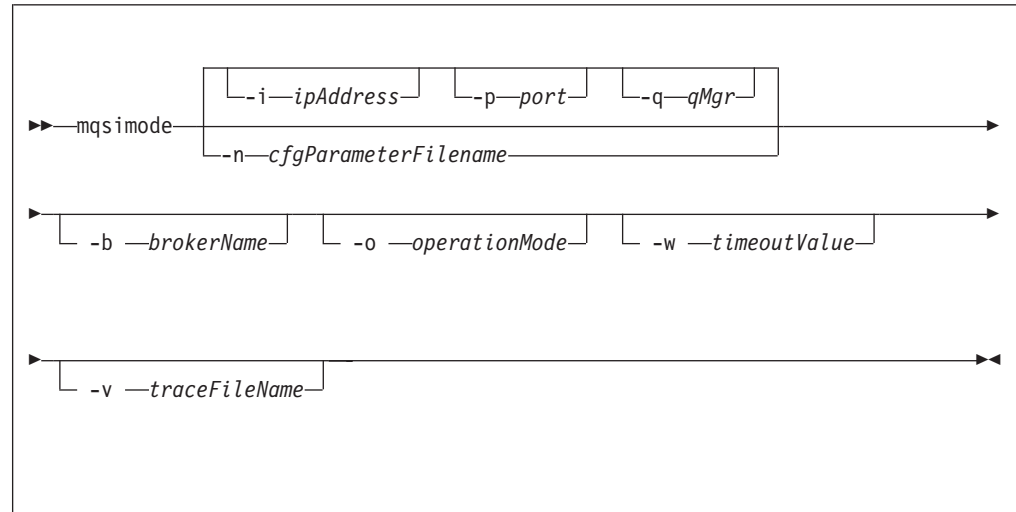 -i ipAddress -p port -q qMgr
mqsimode
-n cfgParameterFilename
-b brokerName -o operationMode -w timeoutValue
-v traceFileName